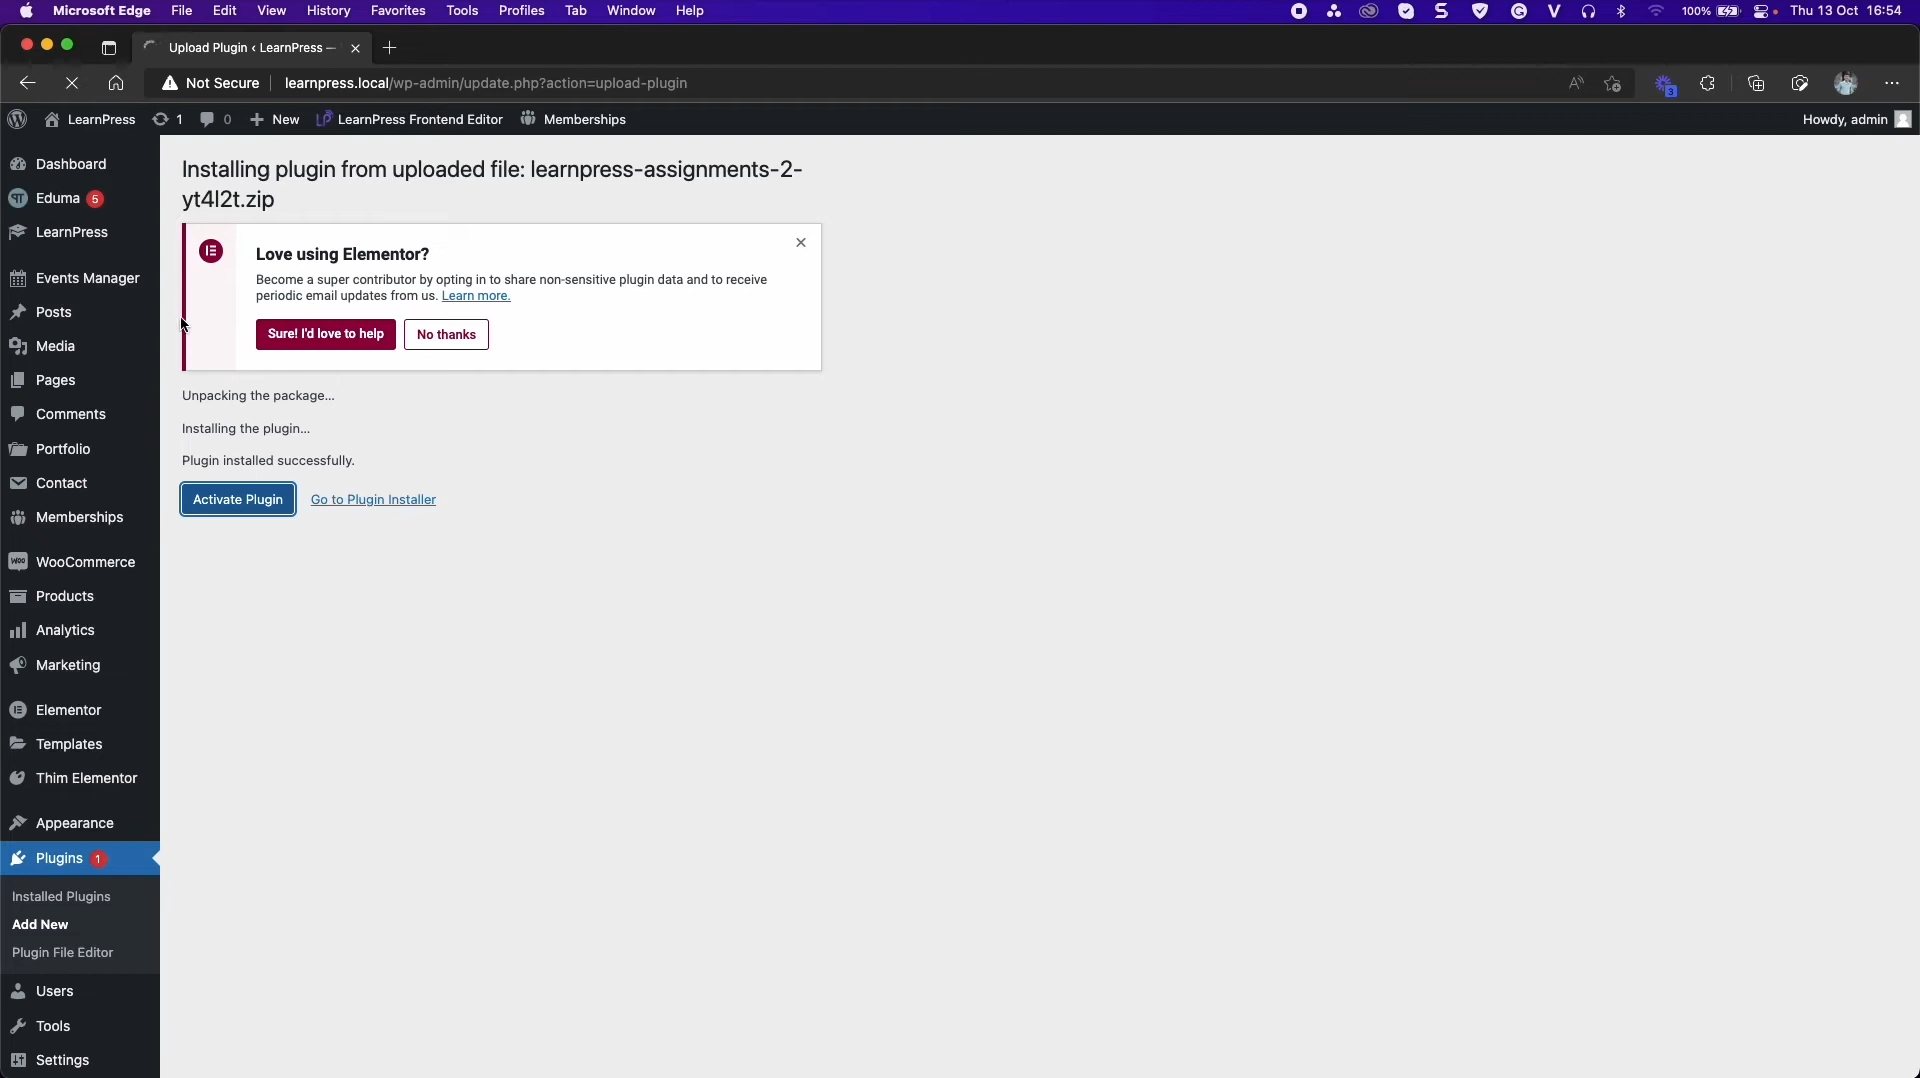 Microsoft Edge File Edit View History Favorites Tools Profiles Tab Window Help 100% Thu 13 Oct 16:54
Upload Plugin ‹ LearnPress —
Not Secure learnpress.local/wp-admin/update.php?action=upload-plugin 3
LearnPress 1 0 New LearnPress Frontend Editor Memberships Howdy, admin
Dashboard
Eduma 5
LearnPress
Events Manager
Posts
Media
Pages
Comments
Portfolio
Contact
Memberships
WooCommerce
Products
Analytics
Marketing
Elementor
Templates
Thim Elementor
Appearance
Plugins 1
Installed Plugins
Add New
Plugin File Editor
Users
Tools
Settings
Installing plugin from uploaded file: learnpress-assignments-2-
yt4l2t.zip
Love using Elementor?
Become a super contributor by opting in to share non-sensitive plugin data and to receive
periodic email updates from us. Learn more.
Sure! I'd love to help No thanks
Unpacking the package...
Installing the plugin...
Plugin installed successfully.
Activate Plugin Go to Plugin Installer